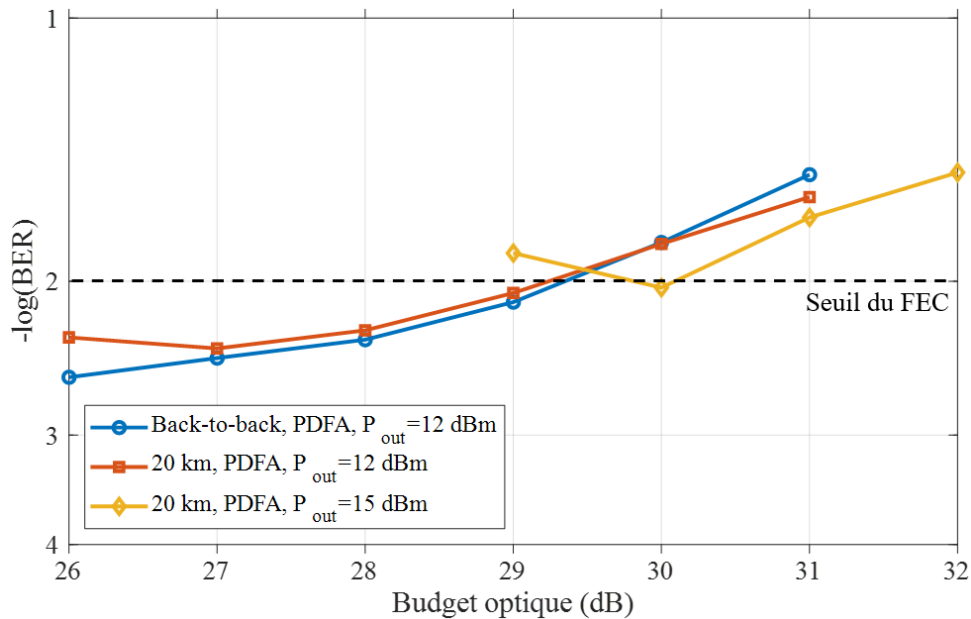 1
2
3
4
-log(BER)
Seuil du FEC
Back-to-back, PDFA, P out=12 dBm
20 km, PDFA, P out=12 dBm
20 km, PDFA, P out=15 dBm
26 27 28 29 30 31 32
Budget optique (dB)